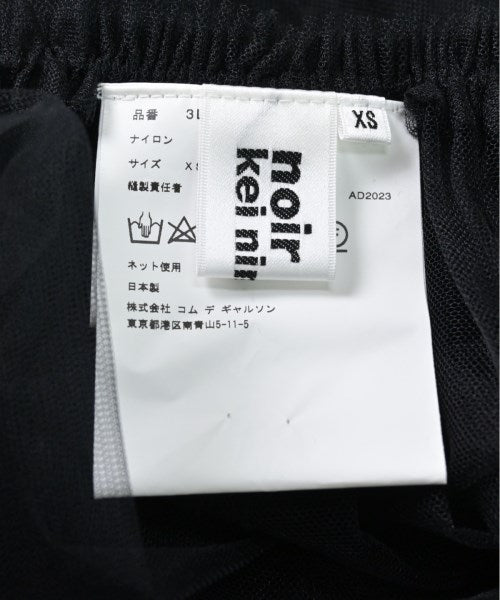 品番 3L
ナイロン
サイズ XS
縫製責任者
AD2023
ネット使用
日本製
株式会社 コム デ ギャルソン
東京都港区南青山5-11-5
noir
kei ni
XS